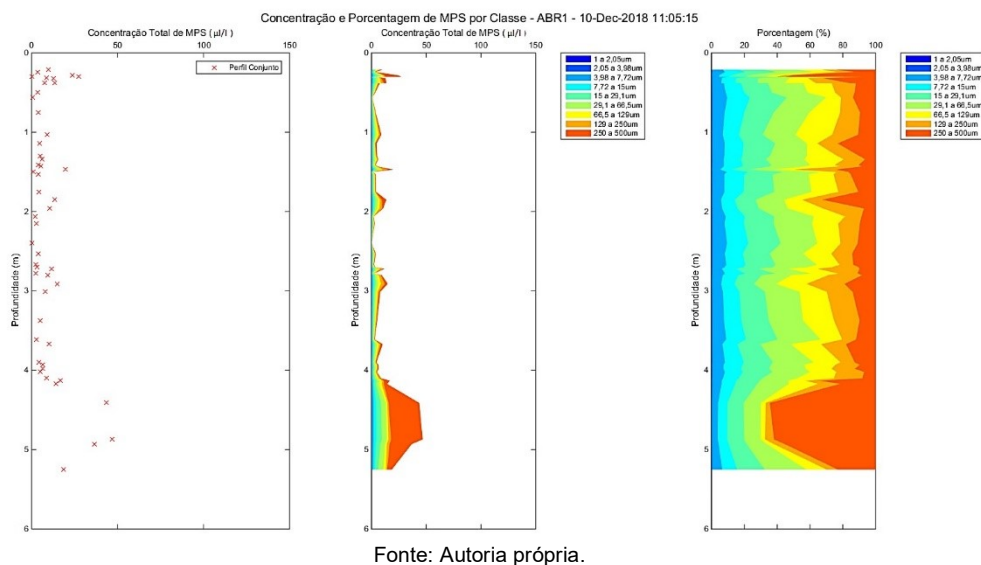 Concentração e Porcentagem de MPS por Classe - ABR1 - 10-Dec-2018 11:05:15
Concentração Total de MPS ( µl/l )
0 50 100 150
Perfil Conjunto
Profundidade (m)
1
2
3
4
5
6
Concentração Total de MPS ( µl/l )
0 50 100 150
Profundidade (m)
1
2
3
4
5
6
1 a 2,05um
2,05 a 3,98um
3,98 a 7,72um
7,72 a 15um
15 a 29,1um
29,1 a 66,5um
66,5 a 129um
129 a 250um
250 a 500um
Porcentagem (%)
0 20 40 60 80 100
Profundidade (m)
1
2
3
4
5
6
1 a 2,05um
2,05 a 3,98um
3,98 a 7,72um
7,72 a 15um
15 a 29,1um
29,1 a 66,5um
66,5 a 129um
129 a 250um
250 a 500um
Fonte: Autoria própria.